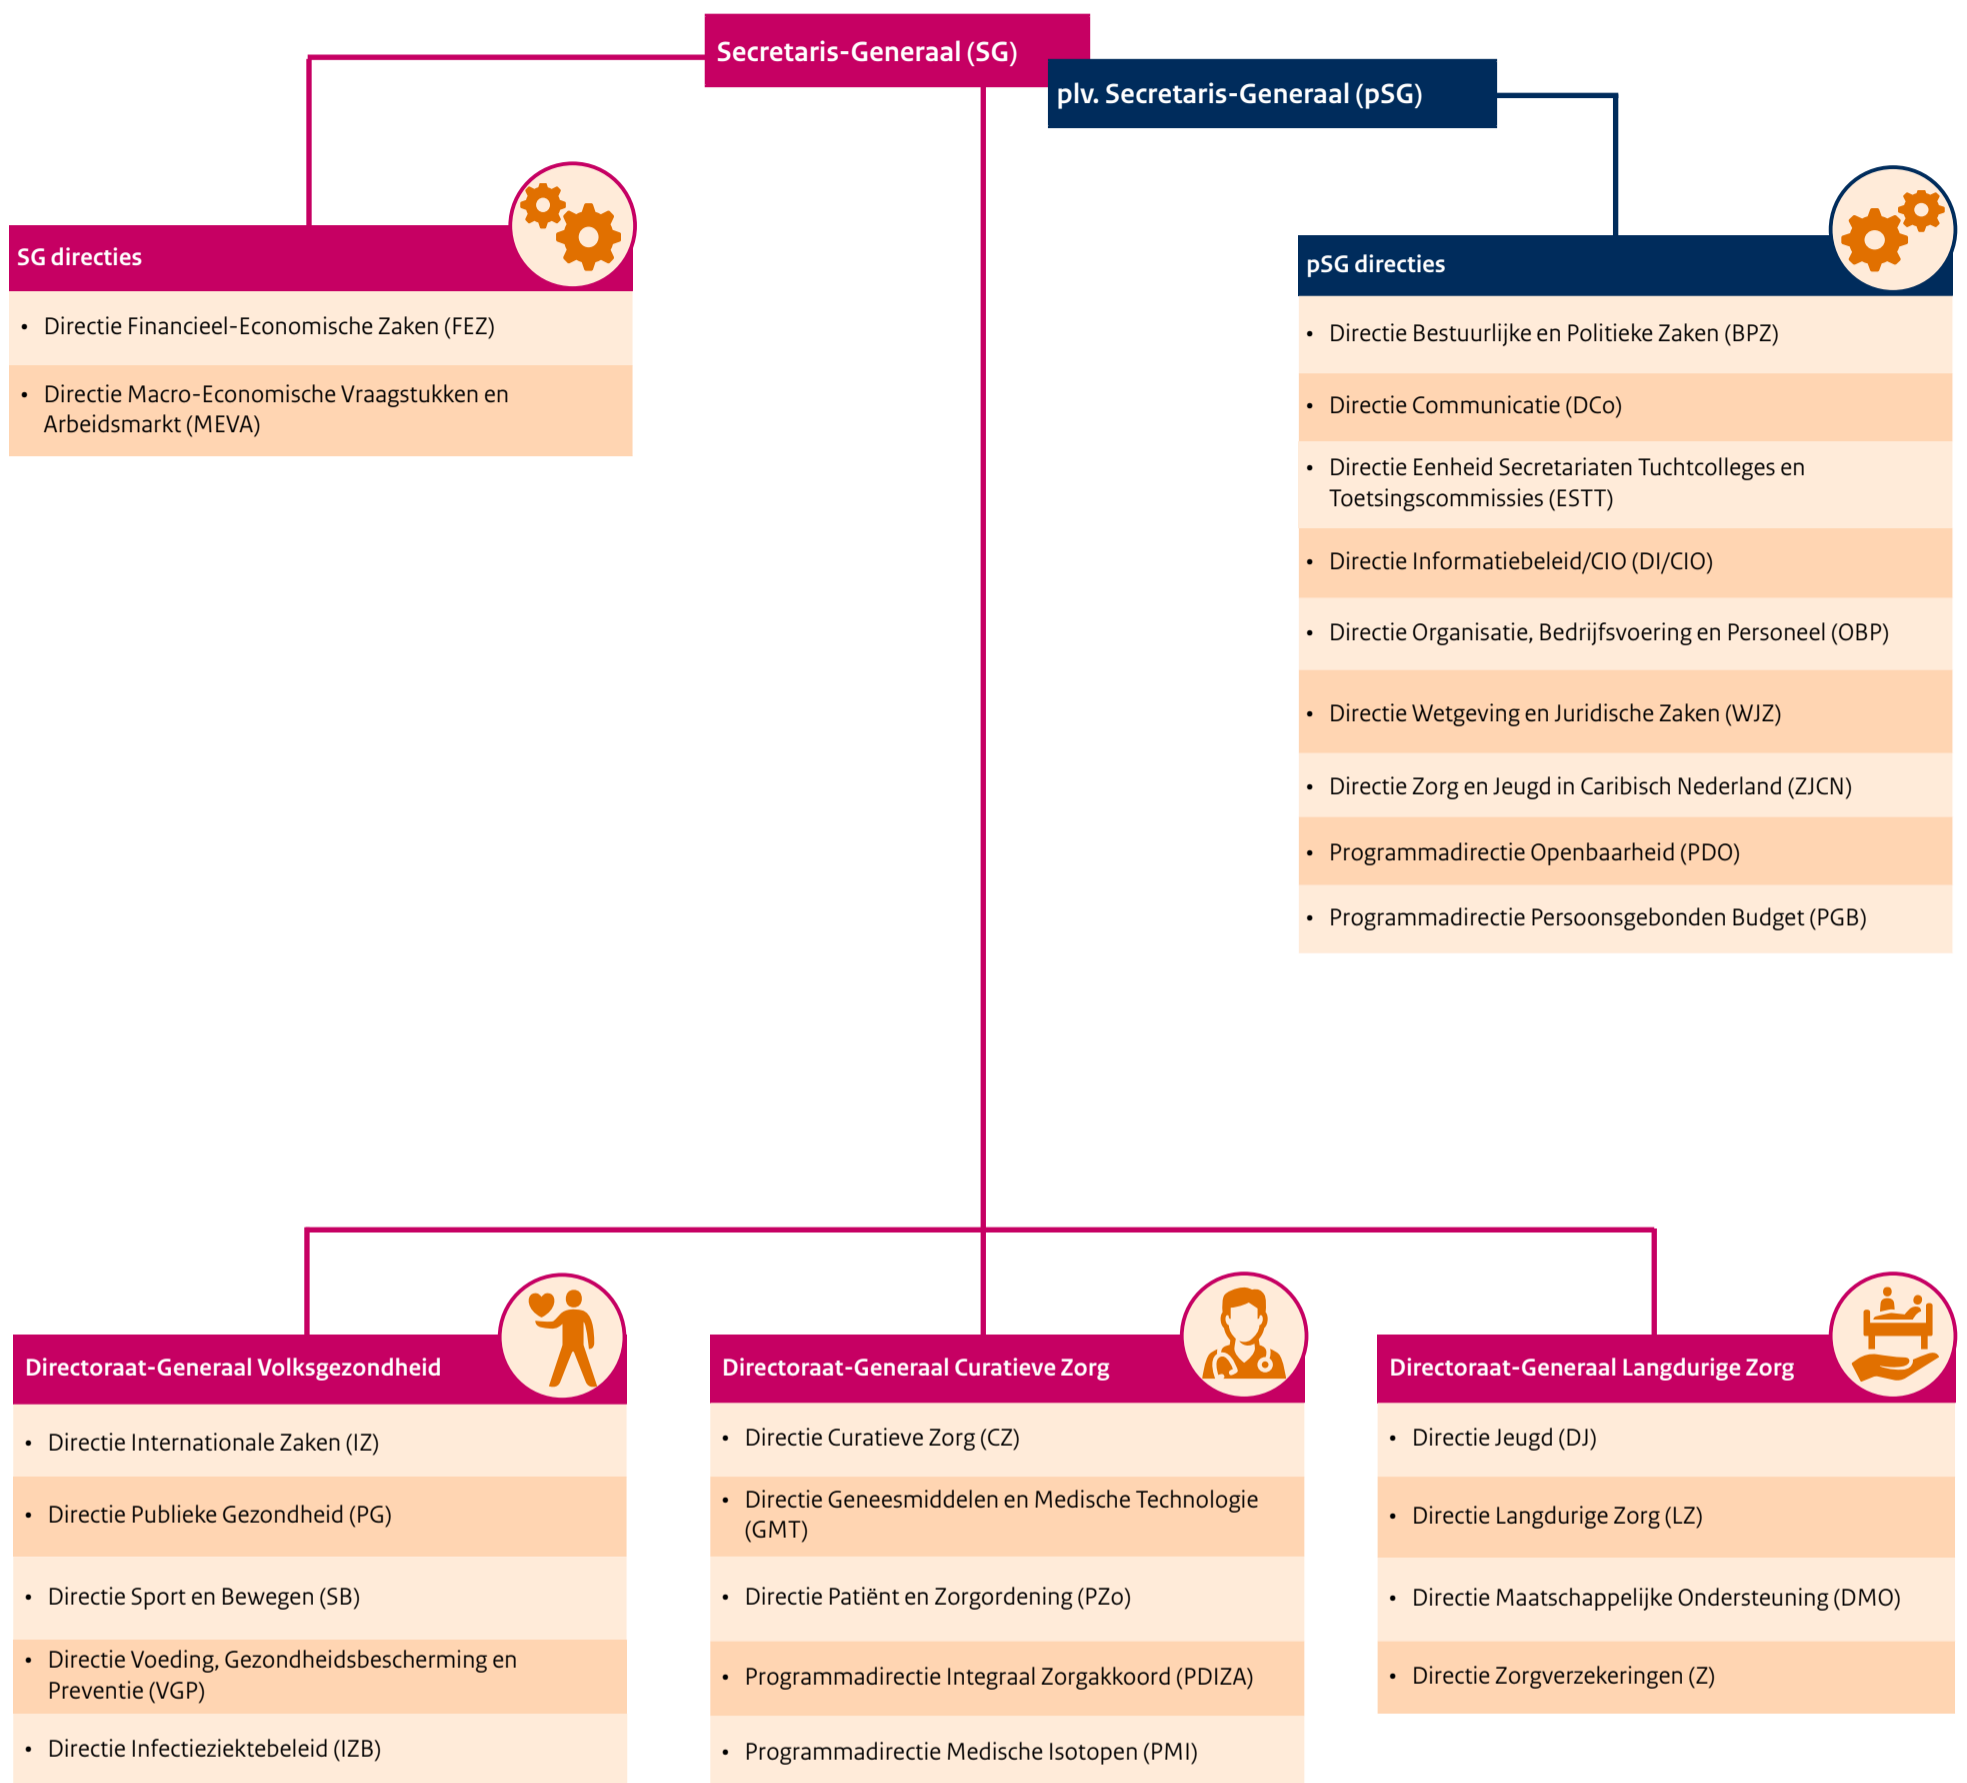 Secretaris-Generaal (SG)
plv. Secretaris-Generaal (pSG)
SG directies
• Directie Financieel-Economische Zaken (FEZ)
• Directie Macro-Economische Vraagstukken en
Arbeidsmarkt (MEVA)
pSG directies
• Directie Bestuurlijke en Politieke Zaken (BPZ)
• Directie Communicatie (DCo)
• Directie Eenheid Secretariaten Tuchtcolleges en
Toetsingscommissies (ESTT)
• Directie Informatiebeleid/CIO (DI/CIO)
• Directie Organisatie, Bedrijfsvoering en Personeel (OBP)
• Directie Wetgeving en Juridische Zaken (WJZ)
• Directie Zorg en Jeugd in Caribisch Nederland (ZJCN)
• Programmadirectie Openbaarheid (PDO)
• Programmadirectie Persoonsgebonden Budget (PGB)
Directoraat-Generaal Volksgezondheid
• Directie Internationale Zaken (IZ)
• Directie Publieke Gezondheid (PG)
• Directie Sport en Bewegen (SB)
• Directie Voeding, Gezondheidsbescherming en
Preventie (VGP)
• Directie Infectieziektebeleid (IZB)
Directoraat-Generaal Curatieve Zorg
• Directie Curatieve Zorg (CZ)
• Directie Geneesmiddelen en Medische Technologie
(GMT)
• Directie Patiënt en Zorgordening (PZo)
• Programmadirectie Integraal Zorgakkoord (PDIZA)
• Programmadirectie Medische Isotopen (PMI)
Directoraat-Generaal Langdurige Zorg
• Directie Jeugd (DJ)
• Directie Langdurige Zorg (LZ)
• Directie Maatschappelijke Ondersteuning (DMO)
• Directie Zorgverzekeringen (Z)